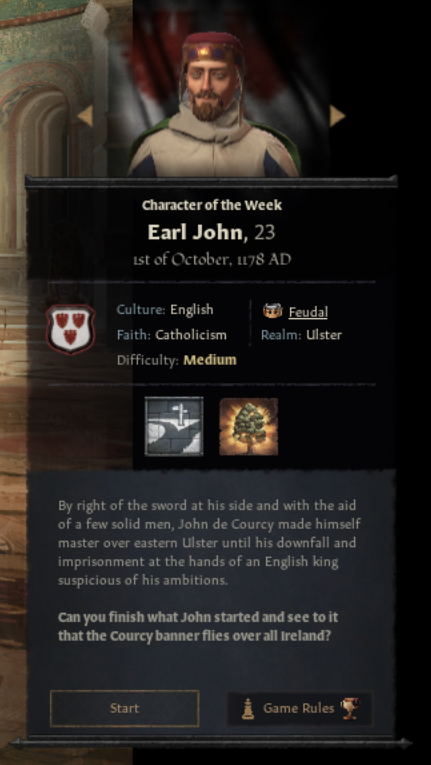 Character of the Week
Earl John, 23
1st of October, 1178 AD
Culture: English
Feudal
Faith: Catholicism
Realm: Ulster
Difficulty: Medium
By right of the sword at his side and with the aid
of a few solid men, John de Courcy made himself
master over eastern Ulster until his downfall and
imprisonment at the hands of an English king
suspicious of his ambitions.
Can you finish what John started and see to it
that the Courcy banner flies over all Ireland?
Start
Game Rules